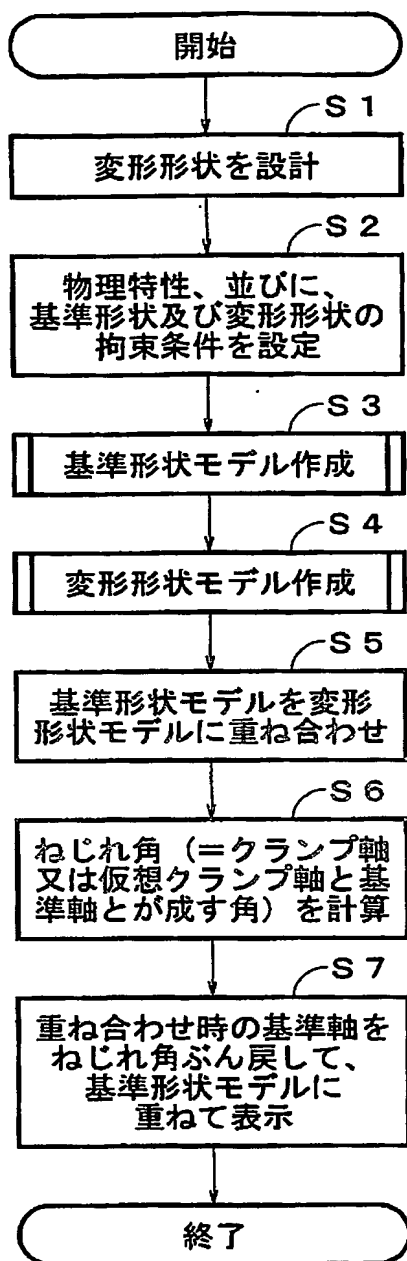 開始
S1
変形形状を設計
S2
物理特性、並びに、
基準形状及び変形形状の
拘束条件を設定
S3
基準形状モデル作成
S4
変形形状モデル作成
S5
基準形状モデルを変形
形状モデルに重ね合わせ
S6
ねじれ角（＝クランプ軸
又は仮想クランプ軸と基
準軸とが成す角）を計算
S7
重ね合わせ時の基準軸を
ねじれ角ぶん戻して、
基準形状モデルに
重ねて表示
終了